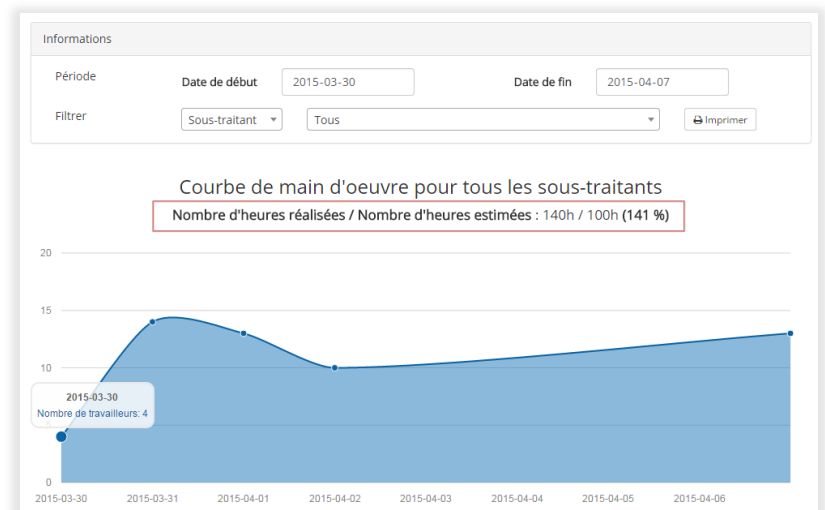 Informations
Période
Date de début
2015-03-30
Date de fin
2015-04-07
Filtrer
Sous-traitant
Tous
Imprimer
Courbe de main d'oeuvre pour tous les sous-traitants
Nombre d'heures réalisées / Nombre d'heures estimées : 140h / 100h (141 %)
20
15
10
2015-03-30
Nombre de travailleurs: 4
5
0
2015-03-30 2015-03-31 2015-04-01 2015-04-02 2015-04-03 2015-04-04 2015-04-05 2015-04-06